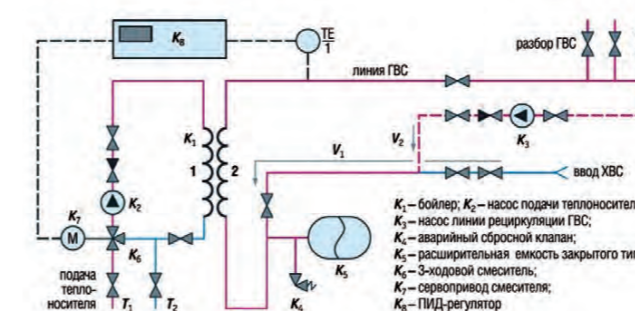 K₈
TE
1
разбор ГВС
линия ГВС
K₁
1
2
V₁
V₂
K₃
K₂
ввод ХВС
K₇
M
K₆
K₅
K₄
подача
тепло-
носителя
T₁
T₂
K₁ – бойлер; K₂ – насос подачи
K₃ – насос линии рециркуляции ГВС;
K₄ – аварийный сбросной клапан;
K₅ – расширительная емкость закрытого
K₆ – 3-ходовой смеситель;
K₇ – сервопривод смесителя;
K₈ – ПИД-регулятор